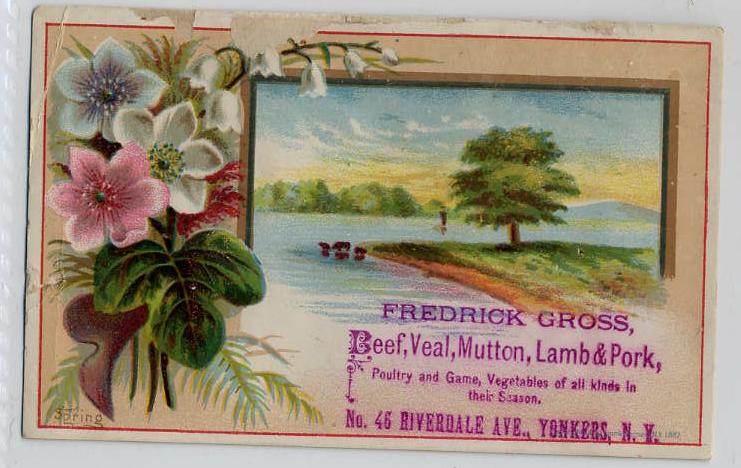 FREDRICK GROSS,
Beef, Veal, Mutton, Lamb & Pork,
Poultry and Game, Vegetables of all kinds in
their Season.
No. 46 RIVERDALE AVE., YONKERS, N. Y.
Spring